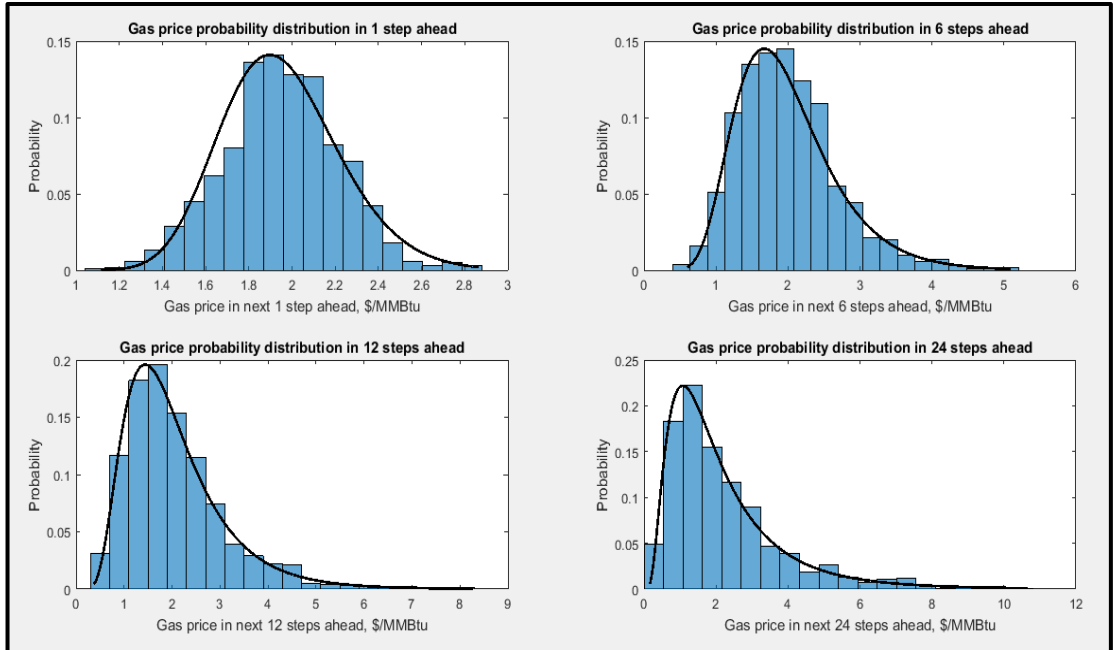 Gas price probability distribution in 1 step ahead
0.15
0.1
0.05
0
Probability
1 1.2 1.4 1.6 1.8 2 2.2 2.4 2.6 2.8 3
Gas price in next 1 step ahead, $/MMBtu
Gas price probability distribution in 6 steps ahead
0.15
0.1
0.05
0
Probability
0 1 2 3 4 5 6
Gas price in next 6 steps ahead, $/MMBtu
Gas price probability distribution in 12 steps ahead
0.2
0.15
0.1
0.05
0
Probability
0 1 2 3 4 5 6 7 8 9
Gas price in next 12 steps ahead, $/MMBtu
Gas price probability distribution in 24 steps ahead
0.25
0.2
0.15
0.1
0.05
0
Probability
0 2 4 6 8 10 12
Gas price in next 24 steps ahead, $/MMBtu